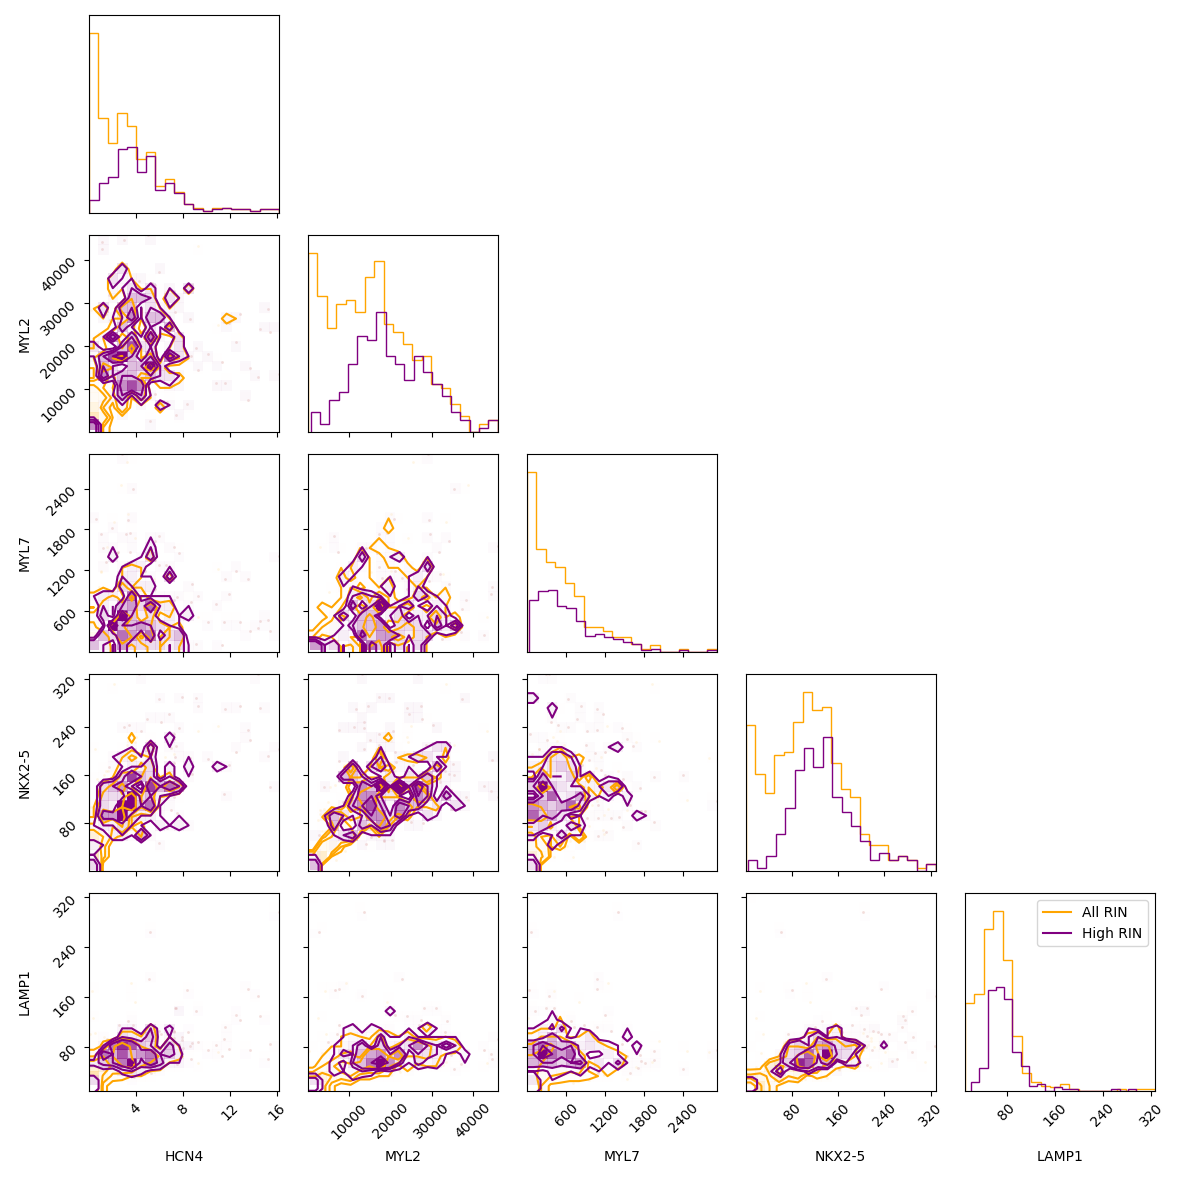 MYL2
40000
30000
20000
10000
MYL7
2400
1800
1200
600
NKX2-5
320
240
160
80
LAMP1
320
240
160
80
All RIN
High RIN
4 8 12 16
10000 20000 30000 40000
600 1200 1800 2400
80 160 240 320
80 160 240 320
HCN4 MYL2 MYL7 NKX2-5 LAMP1